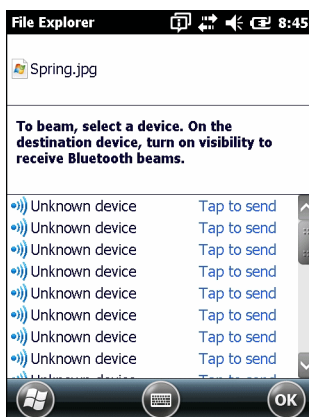 File Explorer 8:45
Spring.jpg
To beam, select a device. On the
destination device, turn on visibility to
receive Bluetooth beams.
Unknown device Tap to send
Unknown device Tap to send
Unknown device Tap to send
Unknown device Tap to send
Unknown device Tap to send
Unknown device Tap to send
Unknown device Tap to send
Unknown device Tap to send
OK